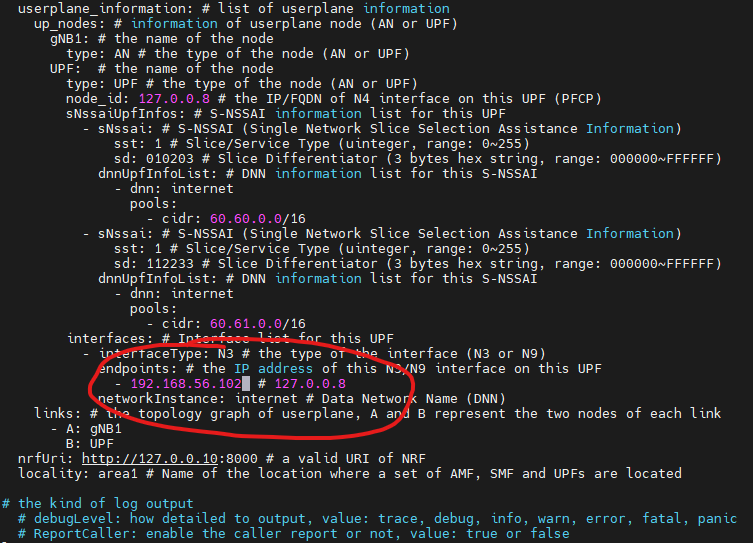 userplane_information: # list of userplane information
up_nodes: # information of userplane node (AN or UPF)
gNB1: # the name of the node
type: AN # the type of the node (AN or UPF)
UPF:  # the name of the node
type: UPF # the type of the node (AN or UPF)
node_id: 127.0.0.8 # the IP/FQDN of N4 interface on this UPF (PFCP)
sNssaiUpfInfos: # S-NSSAI information list for this UPF
- sNssai: # S-NSSAI (Single Network Slice Selection Assistance Information)
sst: 1 # Slice/Service Type (uinteger, range: 0~255)
sd: 010203 # Slice Differentiator (3 bytes hex string, range: 000000~FFFFFF)
dnnUpfInfoList: # DNN information list for this S-NSSAI
- dnn: internet
pools:
- cidr: 60.60.0.0/16
- sNssai: # S-NSSAI (Single Network Slice Selection Assistance Information)
sst: 1 # Slice/Service Type (uinteger, range: 0~255)
sd: 112233 # Slice Differentiator (3 bytes hex string, range: 000000~FFFFFF)
dnnUpfInfoList: # DNN information list for this S-NSSAI
- dnn: internet
pools:
- cidr: 60.61.0.0/16
interfaces: # Interface list for this UPF
- interfaceType: N3 # the type of the interface (N3 or N9)
endpoints: # the IP address of this N3/N9 interface on this UPF
- 192.168.56.102 # 127.0.0.8
networkInstance: internet # Data Network Name (DNN)
links: # the topology graph of userplane, A and B represent the two nodes of each link
- A: gNB1
B: UPF
nrfUri: http://127.0.0.10:8000 # a valid URI of NRF
locality: area1 # Name of the location where a set of AMF, SMF and UPFs are located
# the kind of log output
# debugLevel: how detailed to output, value: trace, debug, info, warn, error, fatal, panic
# ReportCaller: enable the caller report or not, value: true or false